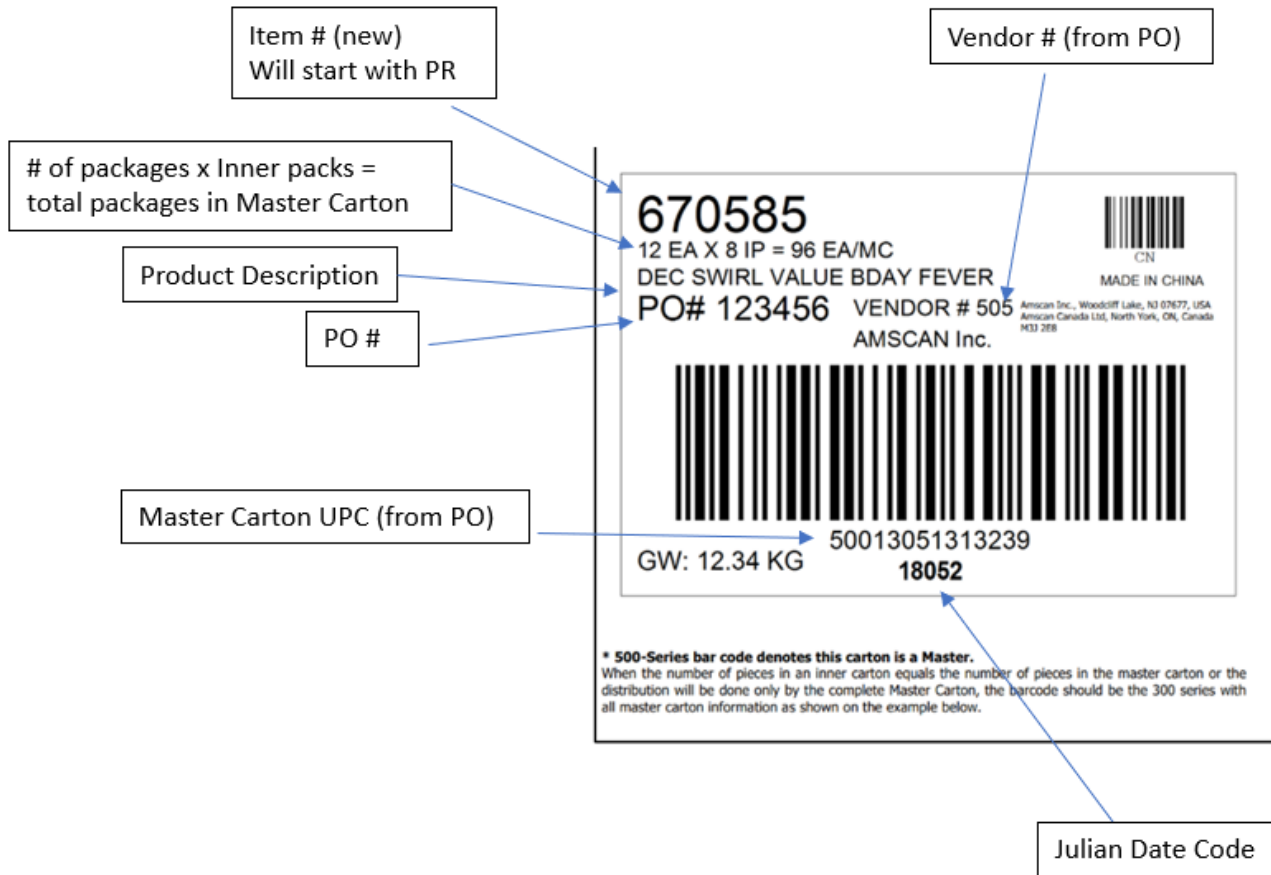 Item # (new)
Will start with PR
Vendor # (from PO)
# of packages x Inner packs =
total packages in Master Carton
Product Description
PO #
670585
12 EA X 8 IP = 96 EA/MC
DEC SWIRL VALUE BDAY FEVER
PO# 123456
VENDOR # 505
AMSCAN Inc.
CN
MADE IN CHINA
Amscan Inc., Woodcliff Lake, NJ 07677, USA
Amscan Canada Ltd, North York, ON, Canada
M3J 2E8
Master Carton UPC (from PO)
50013051313239
GW: 12.34 KG
18052
* 500-Series bar code denotes this carton is a Master.
When the number of pieces in an inner carton equals the number of pieces in the master carton or the
distribution will be done only by the complete Master Carton, the barcode should be the 300 series with
all master carton information as shown on the example below.
Julian Date Code